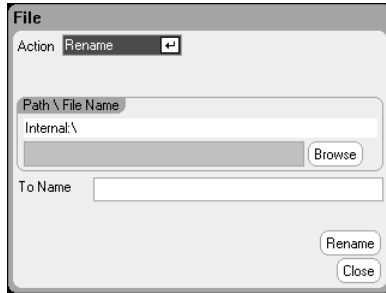 File
Action Rename
Path \ File Name
Internal:\
Browse
To Name
Rename
Close